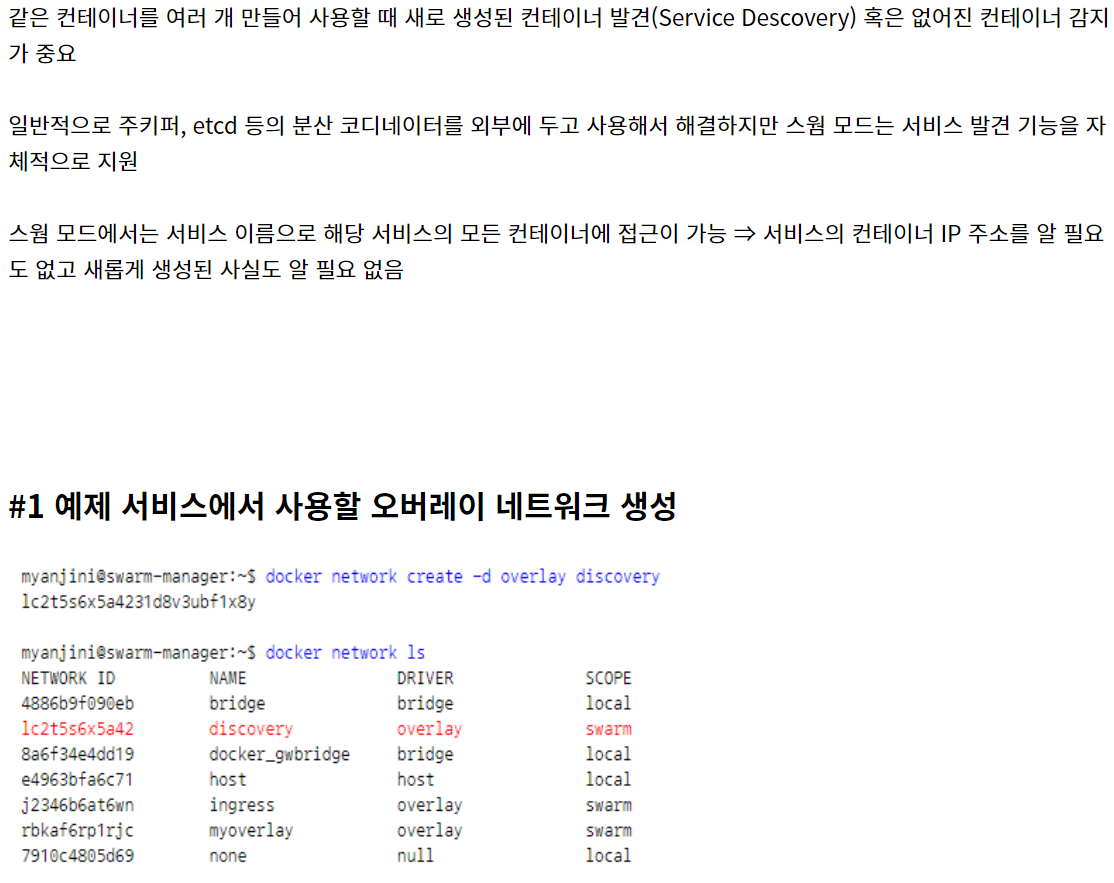 같은 컨테이너를 여러 개 만들어 사용할 때 새로 생성된 컨테이너 발견(Service Descovery) 혹은 없어진 컨테이너 감지
가 중요
일반적으로 주키퍼, etcd 등의 분산 코디네이터를 외부에 두고 사용해서 해결하지만 스웜 모드는 서비스 발견 기능을 자
체적으로 지원
스웜 모드에서는 서비스 이름으로 해당 서비스의 모든 컨테이너에 접근이 가능 ⇒ 서비스의 컨테이너 IP 주소를 알 필요
도 없고 새롭게 생성된 사실도 알 필요 없음
#1 예제 서비스에서 사용할 오버레이 네트워크 생성
myanjini@swarm-manager:~$ docker network create -d overlay discovery
lc2t5s6x5a4231d8v3ubf1x8y
myanjini@swarm-manager:~$ docker network ls
NETWORK ID NAME DRIVER SCOPE
4886b9f090eb bridge bridge local
lc2t5s6x5a42 discovery overlay swarm
8a6f34e4dd19 docker_gwbridge bridge local
e4963bfa6c71 host host local
j2346b6at6wn ingress overlay swarm
rbkaf6rp1rjc myoverlay overlay swarm
7910c4805d69 none null local